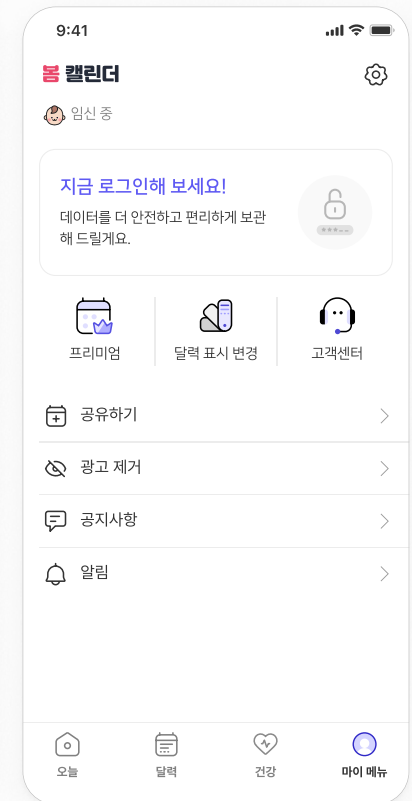 9:41
봄 캘린더
임신 중
지금 로그인해 보세요!
데이터를 더 안전하고 편리하게 보관
해 드릴게요.
프리미엄
달력 표시 변경
고객센터
공유하기
광고 제거
공지사항
알림
오늘
달력
건강
마이 메뉴